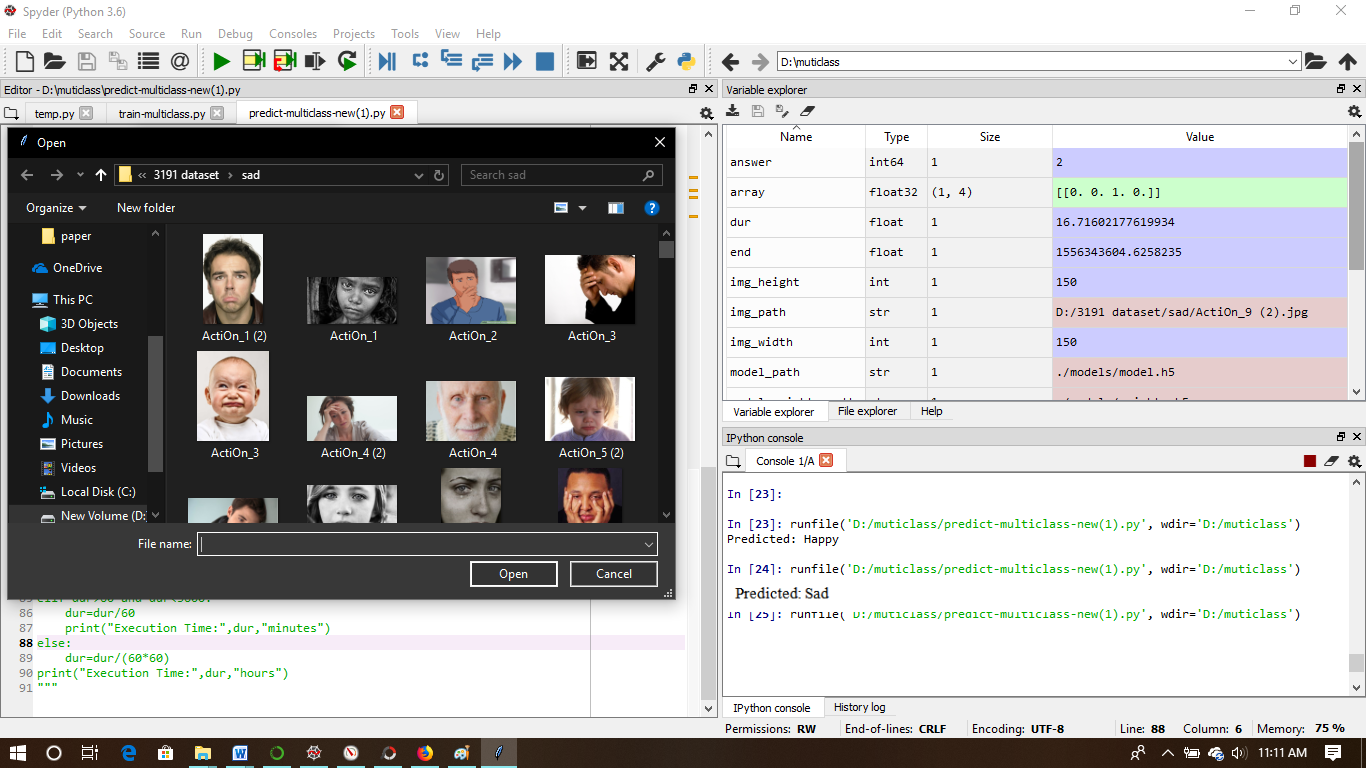 Spyder (Python 3.6)
File Edit Search Source Run Debug Consoles Projects Tools View Help
D:\muticlass
Editor - D:\muticlass\predict-multiclass-new(1).py
temp.py train-multiclass.py predict-multiclass-new(1).py
Open
« 3191 dataset › sad
Search sad
Organize New folder
paper
OneDrive
This PC
3D Objects
Desktop
Documents
Downloads
Music
Pictures
Videos
Local Disk (C:)
New Volume (D:
ActiOn_1 (2) ActiOn_1 ActiOn_2 ActiOn_3
ActiOn_3 ActiOn_4 (2) ActiOn_4 ActiOn_5 (2)
File name:
Open Cancel
86 dur=dur/60
87 print("Execution Time:",dur,"minutes")
88 else:
89 dur=dur/(60*60)
90 print("Execution Time:",dur,"hours")
91 """
Variable explorer
Name Type Size Value
answer int64 1 2
array float32 (1, 4) [[0. 0. 1. 0.]]
dur float 1 16.71602177619934
end float 1 1556343604.6258235
img_height int 1 150
img_path str 1 D:/3191 dataset/sad/ActiOn_9 (2).jpg
img_width int 1 150
model_path str 1 ./models/model.h5
Variable explorer File explorer Help
IPython console
Console 1/A
In [23]:
In [23]: runfile('D:/muticlass/predict-multiclass-new(1).py', wdir='D:/muticlass')
Predicted: Happy
In [24]: runfile('D:/muticlass/predict-multiclass-new(1).py', wdir='D:/muticlass')
Predicted: Sad
In [25]: runfile('D:/muticlass/predict-multiclass-new(1).py', wdir='D:/muticlass')
IPython console History log
Permissions: RW End-of-lines: CRLF Encoding: UTF-8 Line: 88 Column: 6 Memory: 75 %
11:11 AM